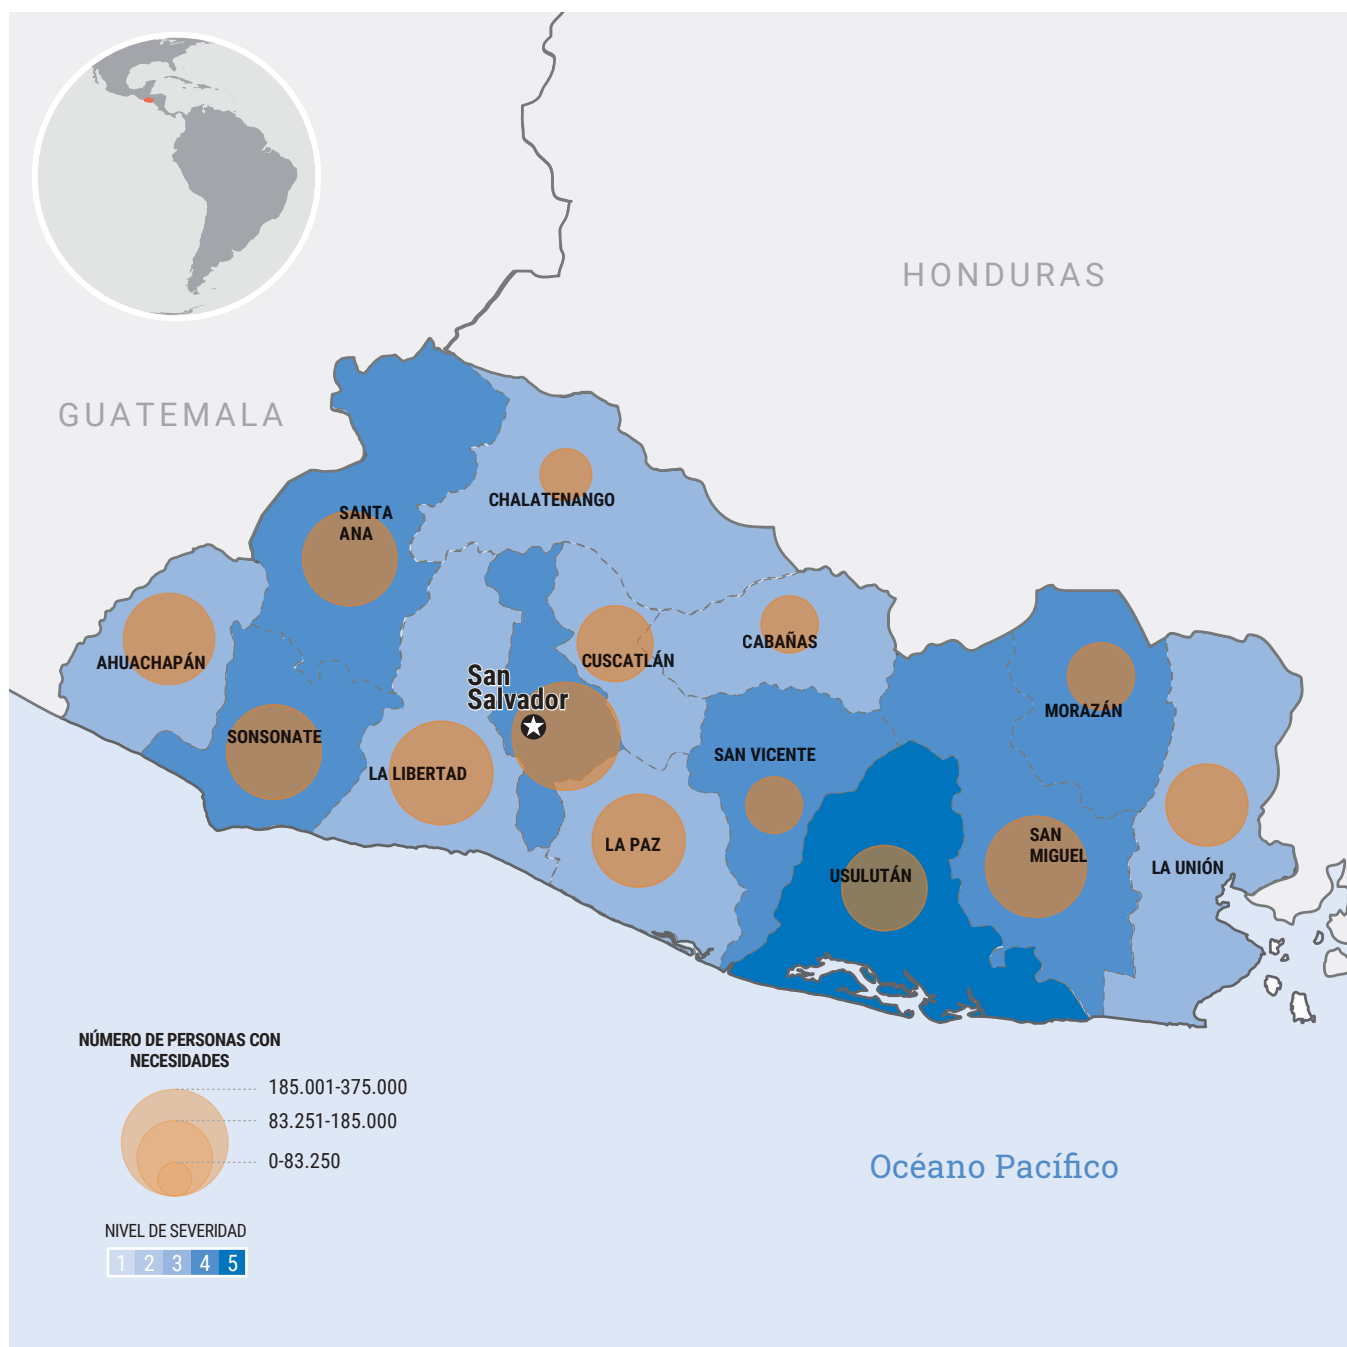 HONDURAS
GUATEMALA
CHALATENANGO
SANTA
ANA
CABAÑAS
CUSCATLÁN
AHUACHAPÁN
San
Salvador
MORAZÁN
SONSONATE
SAN VICENTE
LA LIBERTAD
SAN
MIGUEL
LA PAZ
LA UNIÓN
USULUTÁN
NÚMERO DE PERSONAS CON
NECESIDADES
185.001-375.000
83.251-185.000
0-83.250
Océano Pacífico
NIVEL DE SEVERIDAD
1 2 3 4 5